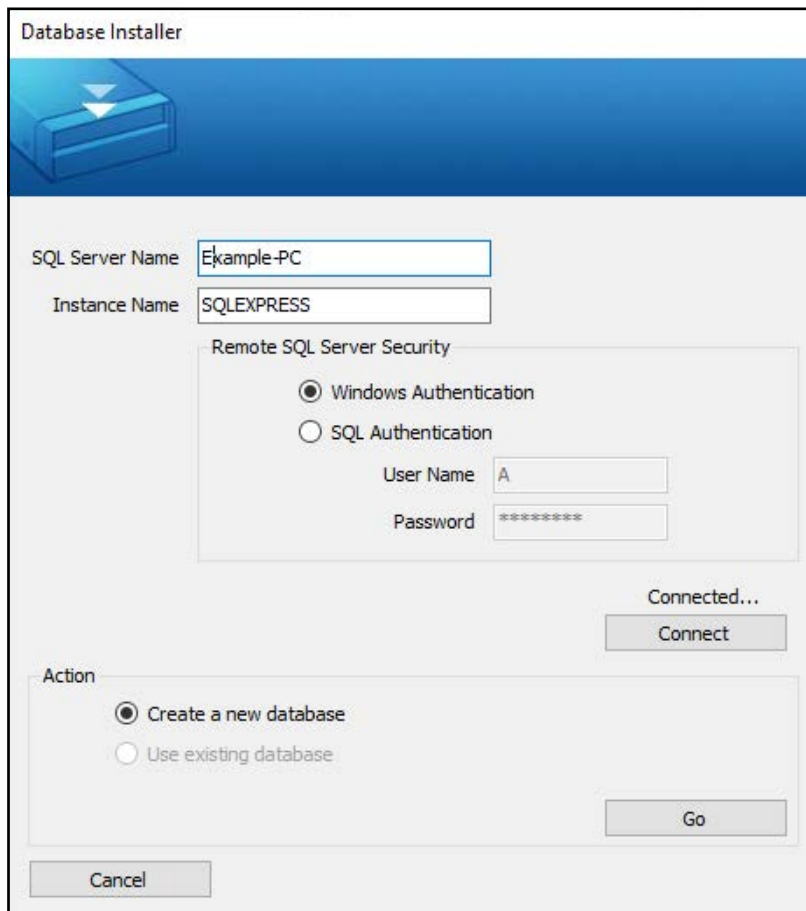 Database Installer
SQL Server Name Example-PC
Instance Name SQLEXPRESS
Remote SQL Server Security
Windows Authentication
SQL Authentication
User Name A
Password ********
Connected...
Connect
Action
Create a new database
Use existing database
Go
Cancel